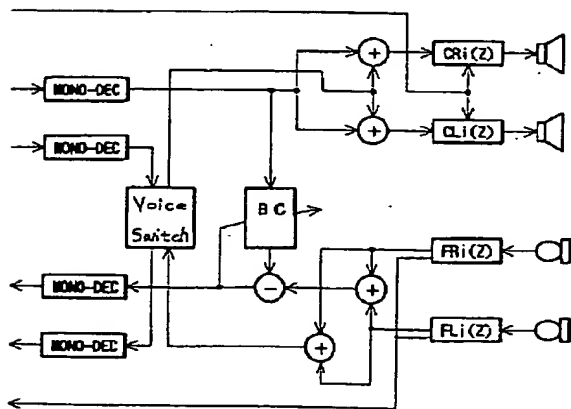 CRi(Z)
MONO-DEC
CLi(Z)
MONO-DEC
Voice
Switch
BC
FRi(Z)
MONO-DEC
FLi(Z)
MONO-DEC